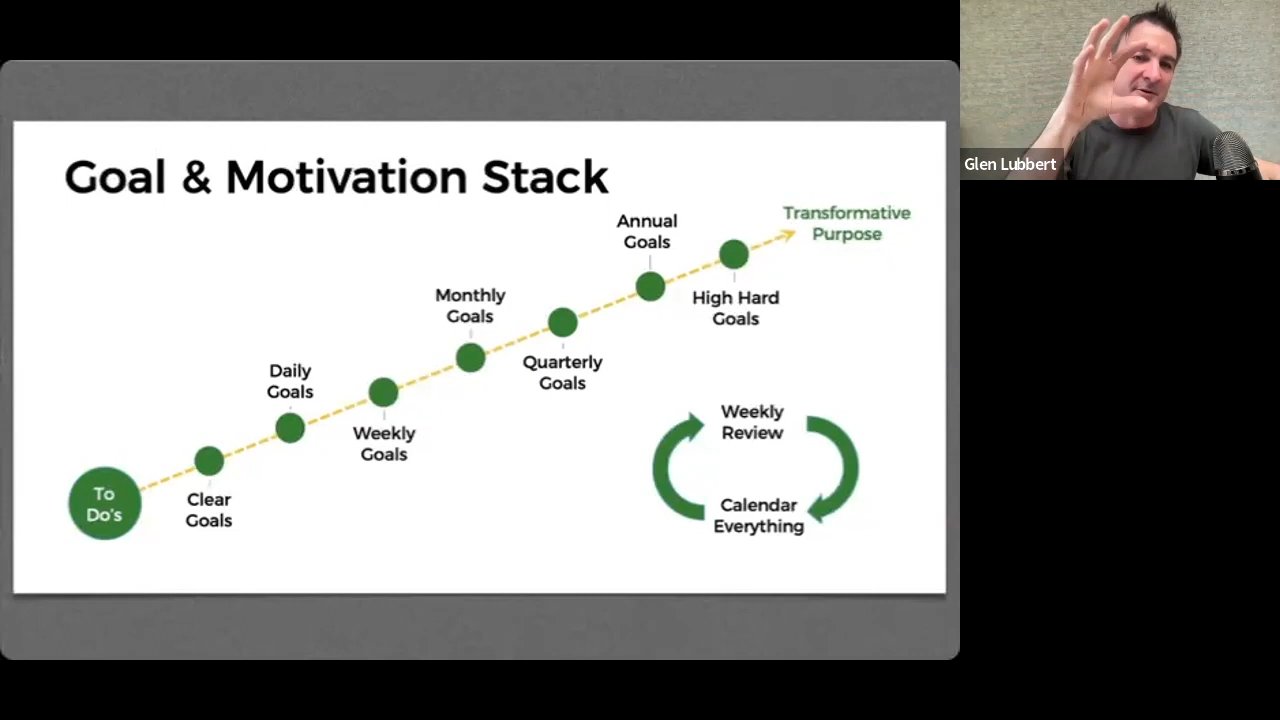 Goal & Motivation Stack
Transformative
Purpose
Annual
Goals
High Hard
Goals
Monthly
Goals
Quarterly
Goals
Daily
Goals
Weekly
Goals
To
Do's
Clear
Goals
Weekly
Review
Calendar
Everything
Glen Lubbert